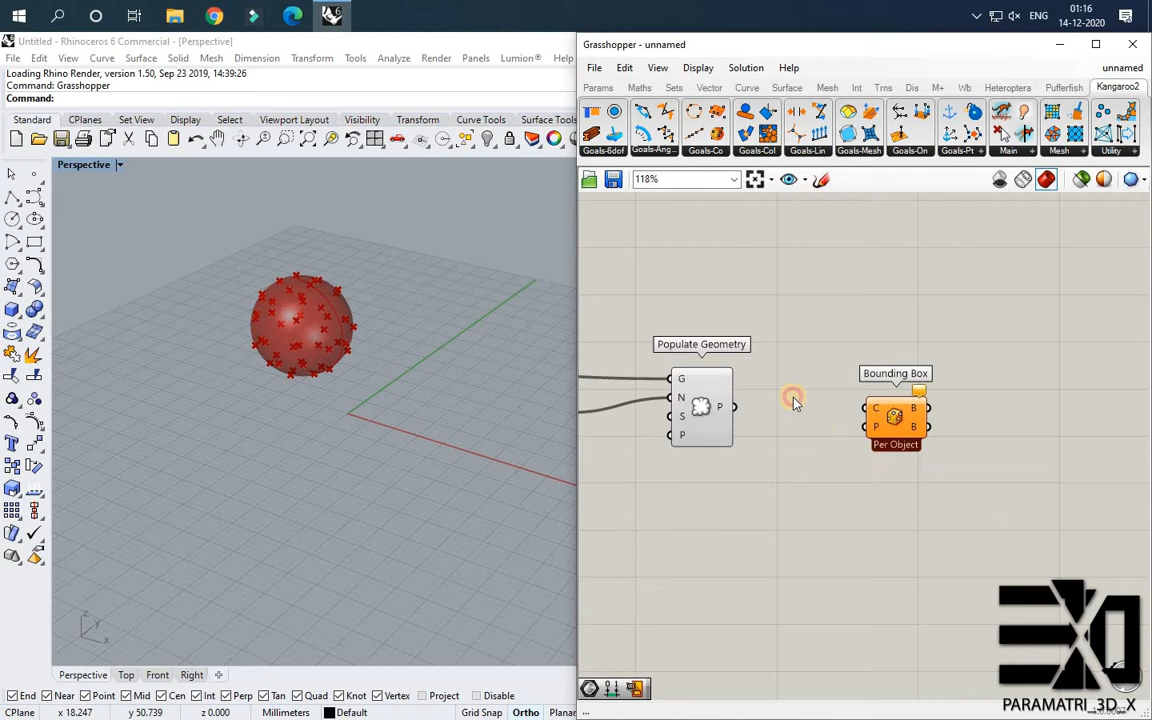 6
ENG
01:16
14-12-2020
Untitled - Rhinoceros 6 Commercial - [Perspective]
File Edit View Curve Surface Solid Mesh Dimension Transform Tools Analyze Render Panels Lumion® Help
Loading Rhino Render, version 1.50, Sep 23 2019, 14:39:26
Command: Grasshopper
Command:
Standard CPlanes Set View Display Select Viewport Layout Visibility Transform Curve Tools Surface Tools
Perspective
z
y
x
Perspective Top Front Right
End Near Point Mid Cen Int Perp Tan Quad Knot Vertex Project Disable
CPlane x 18.247 y 50.739 z 0.000 Millimeters Default Grid Snap Ortho Planar
Grasshopper - unnamed
File Edit View Display Solution Help unnamed
Params Maths Sets Vector Curve Surface Mesh Int Trns Dis M+ Wb Heteroptera Pufferfish Kangaroo2
Goals-6dof Goals-Ang... Goals-Co Goals-Col Goals-Lin Goals-Mesh Goals-On Goals-Pt Main Mesh Utility
118%
Populate Geometry
G
N
S
P
P
Bounding Box
C B
P B
Per Object
...
PARAMATRI_3D_X